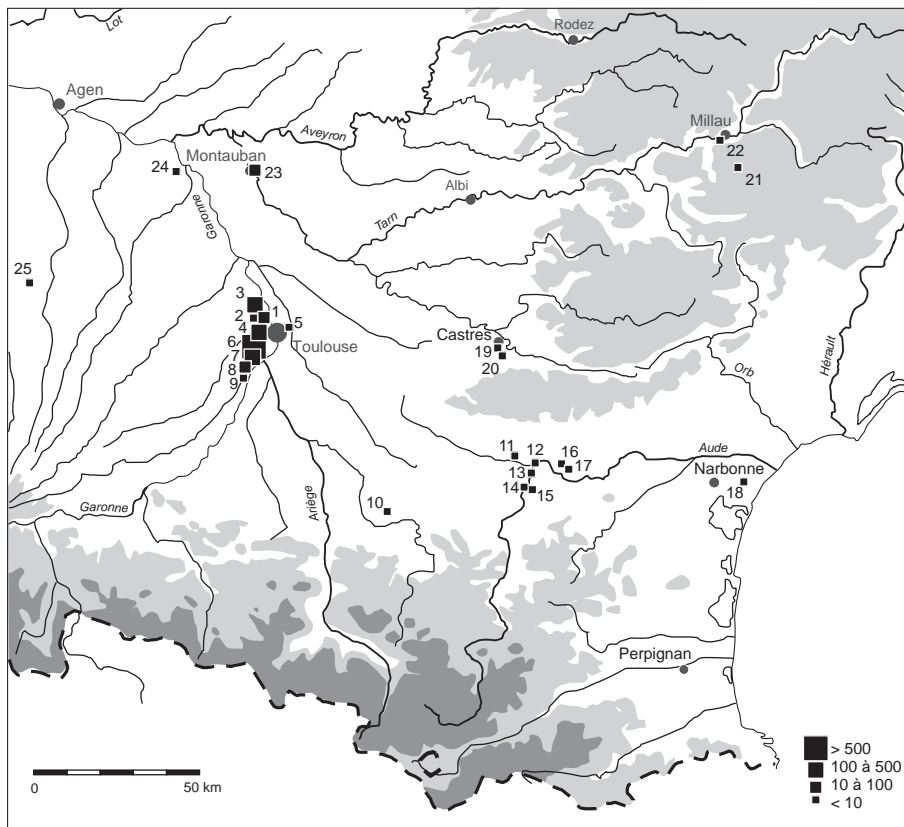 Lot
Rodez
Agen
Aveyron
Millau
22
Montauban
24
23
21
Albi
Garonne
Tarn
25
3
2
1
5
4
Toulouse
6
7
8
9
Castres
19
20
Orb
Hérault
11
12
16
17
Aude
13
Narbonne
14
15
18
10
Garonne
Ariège
Perpignan
> 500
100 à 500
10 à 100
< 10
0
50 km